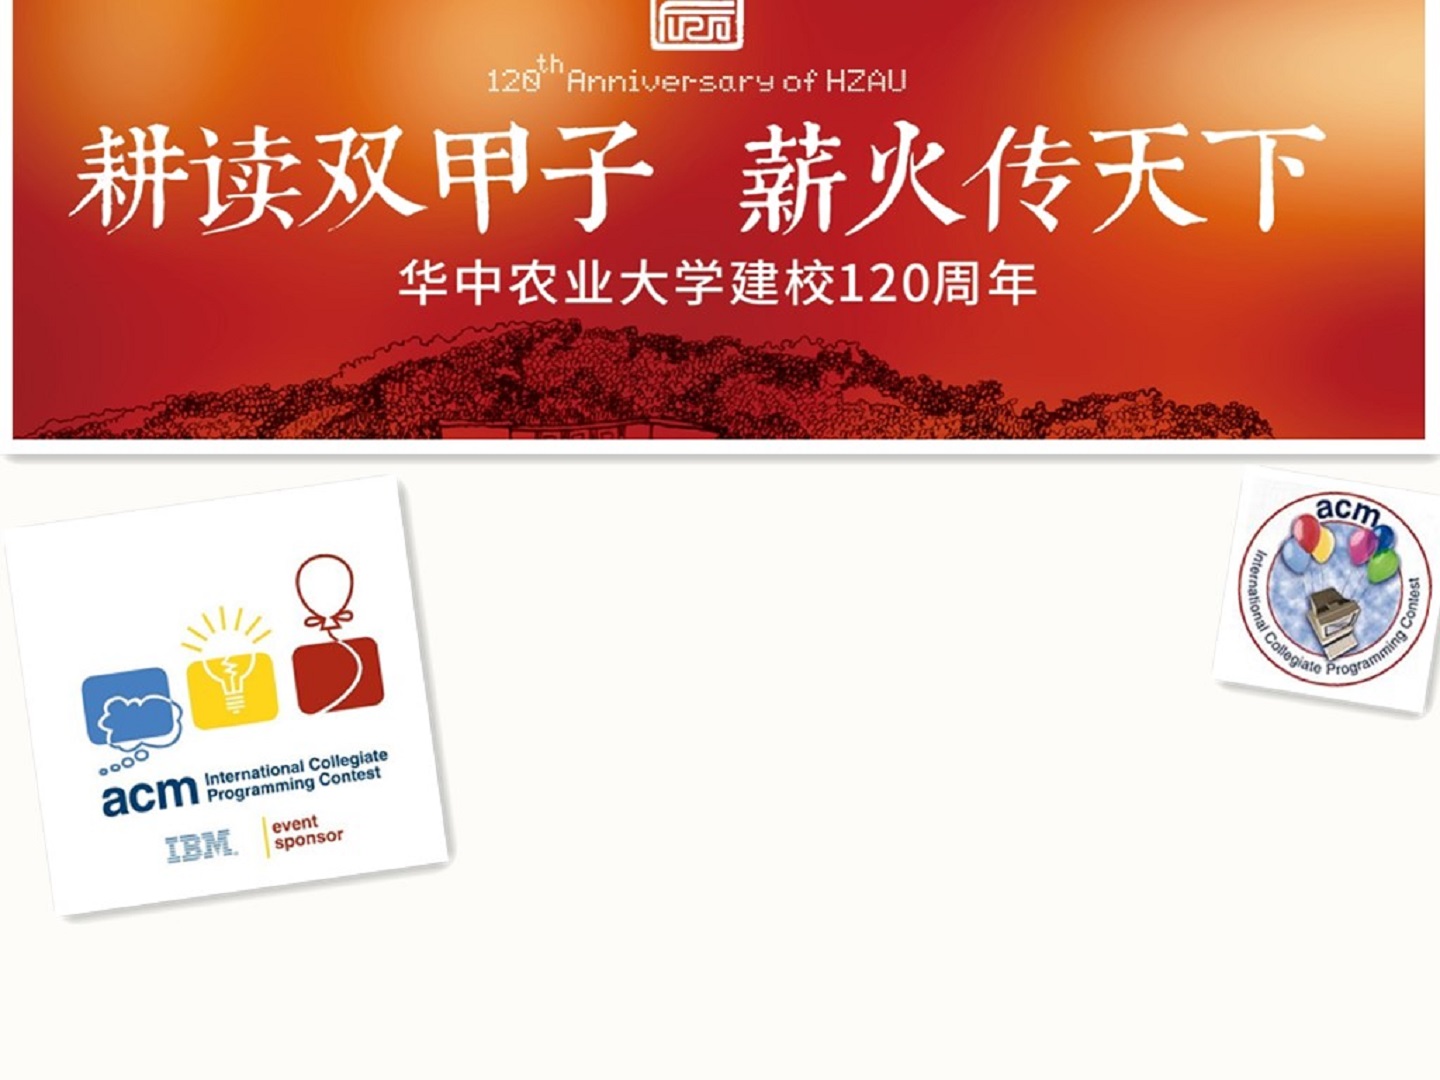 120th Anniversary of HZAU
耕读双甲子 薪火传天下
华中农业大学建校120周年
acm
International Collegiate Programming Contest
acm International Collegiate
Programming Contest
IBM. event
sponsor